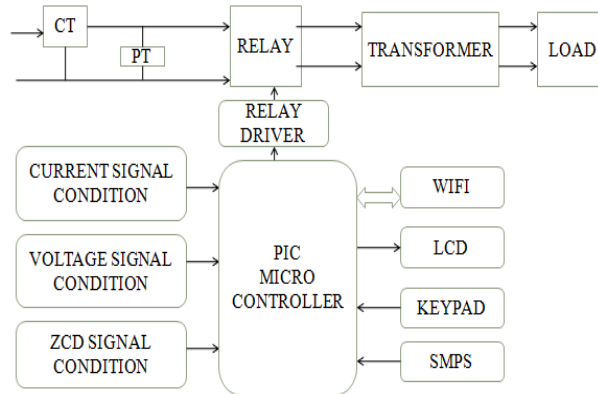 CT
PT
RELAY
TRANSFORMER
LOAD
RELAY
DRIVER
CURRENT SIGNAL
CONDITION
VOLTAGE SIGNAL
CONDITION
ZCD SIGNAL
CONDITION
PIC
MICRO
CONTROLLER
WIFI
LCD
KEYPAD
SMPS